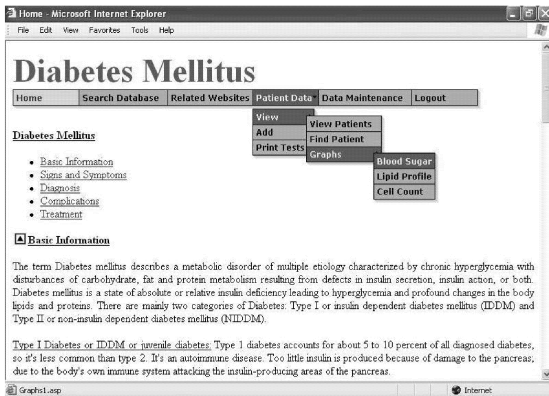 Home - Microsoft Internet Explorer
File Edit View Favorites Tools Help
Diabetes Mellitus
Home Search Database Related Websites Patient Data Data Maintenance Logout
View
Add
Print Tests
View Patients
Find Patient
Graphs
Blood Sugar
Lipid Profile
Cell Count
Diabetes Mellitus
Basic Information
Signs and Symptoms
Diagnosis
Complications
Treatment
Basic Information
The term Diabetes mellitus describes a metabolic disorder of multiple etiology characterized by chronic hyperglycemia with
disturbances of carbohydrate, fat and protein metabolism resulting from defects in insulin secretion, insulin action, or both.
Diabetes mellitus is a state of absolute or relative insulin deficiency leading to hyperglycemia and profound changes in the body
lipids and proteins. There are mainly two categories of Diabetes: Type I or insulin dependent diabetes mellitus (IDDM) and
Type II or non-insulin dependent diabetes mellitus (NIDDM).
Type I Diabetes or IDDM or juvenile diabetes: Type 1 diabetes accounts for about 5 to 10 percent of all diagnosed diabetes,
so it's less common than type 2. It's an autoimmune disease. Too little insulin is produced because of damage to the pancreas;
due to the body's own immune system attacking the insulin-producing areas of the pancreas.
Graphs1.asp
Internet